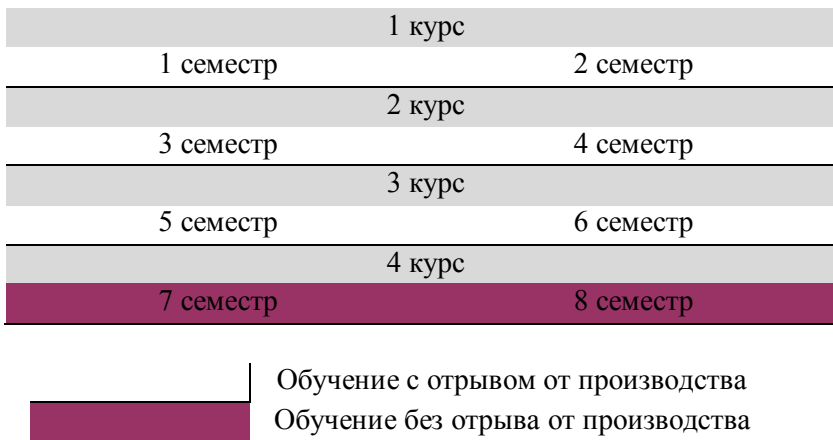 1 курс
1 семестр 2 семестр
2 курс
3 семестр 4 семестр
3 курс
5 семестр 6 семестр
4 курс
7 семестр 8 семестр
Обучение с отрывом от производства
Обучение без отрыва от производства